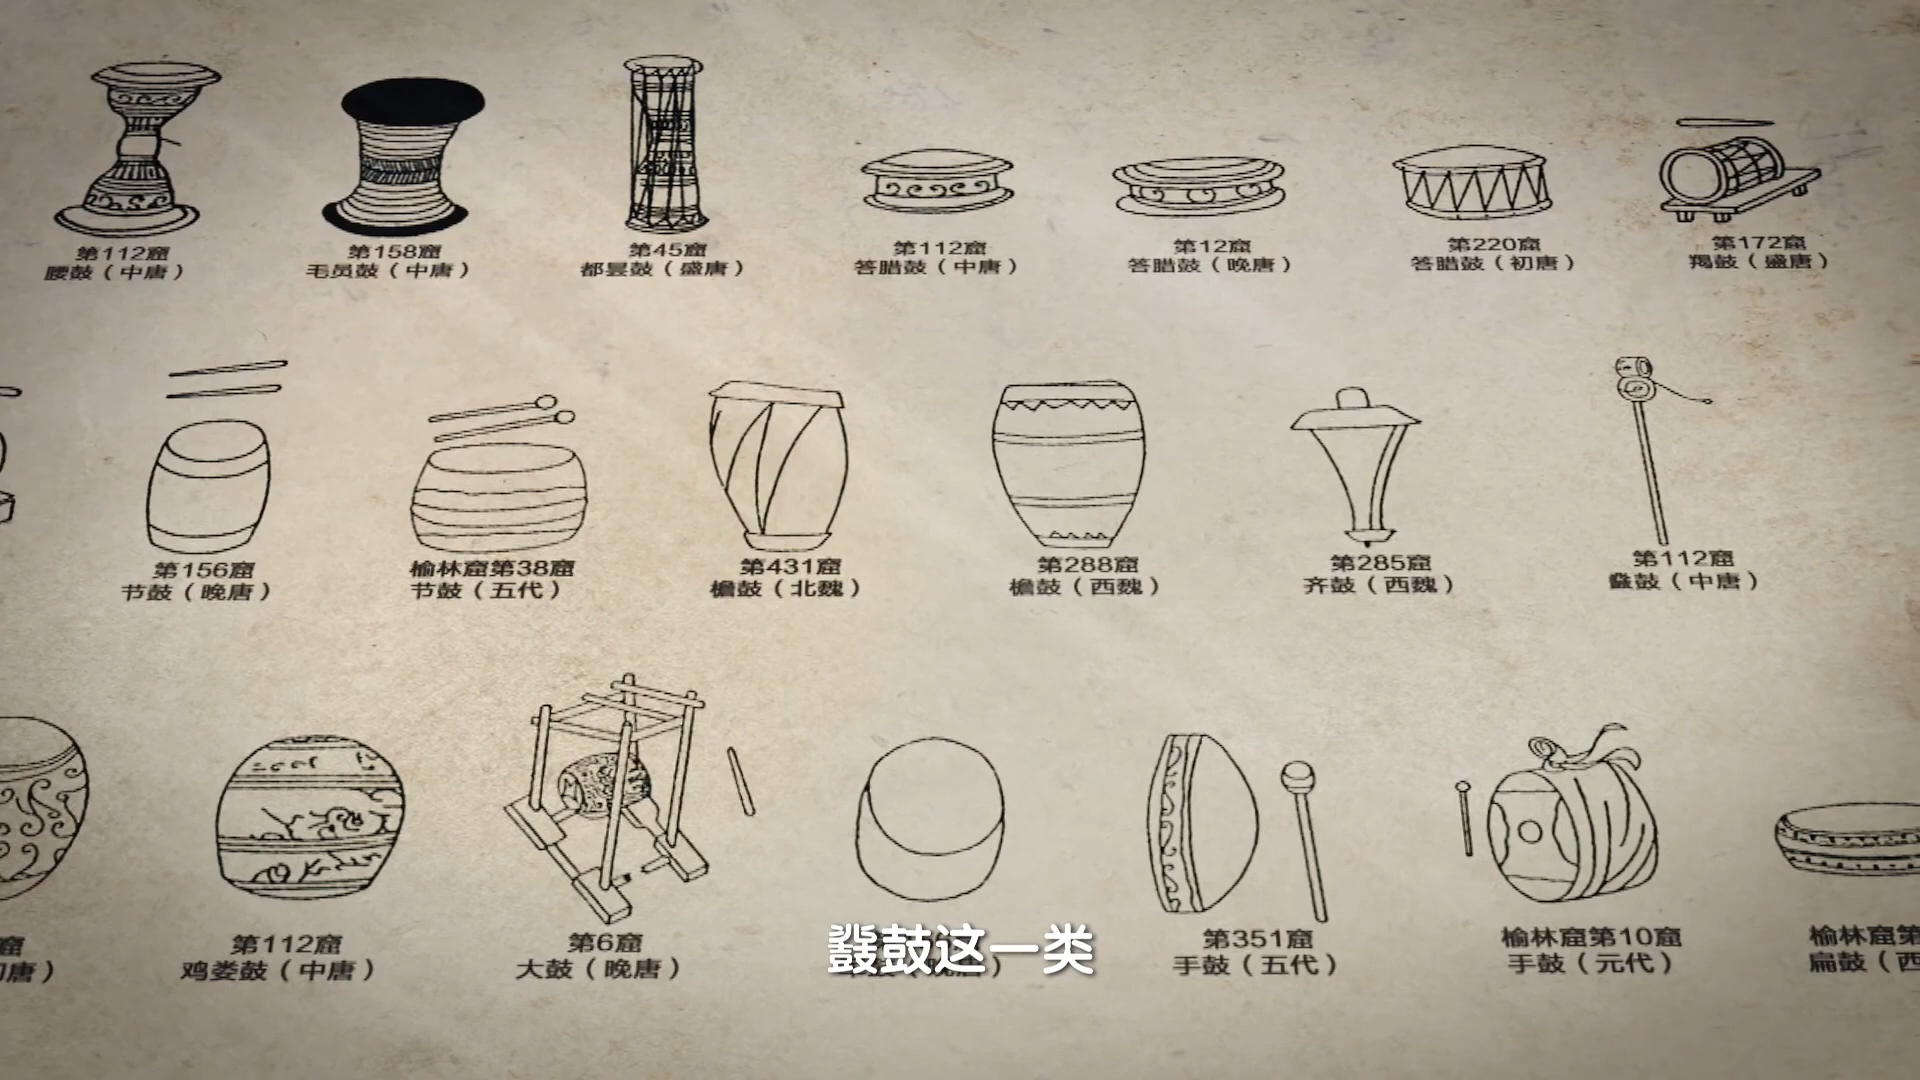 第112窟
腰鼓（中唐）
第158窟
毛员鼓（中唐）
第45窟
都昙鼓（盛唐）
第112窟
答腊鼓（中唐）
第12窟
答腊鼓（晚唐）
第220窟
答腊鼓（初唐）
第172窟
羯鼓（盛唐）
第156窟
节鼓（晚唐）
榆林窟第38窟
节鼓（五代）
第431窟
檐鼓（北魏）
第288窟
檐鼓（西魏）
第285窟
齐鼓（西魏）
第112窟
鼗鼓（中唐）
窟
唐）
第112窟
鸡娄鼓（中唐）
第6窟
大鼓（晚唐）
鼗鼓这一类
第351窟
手鼓（五代）
榆林窟第10窟
手鼓（元代）
榆林窟第
扁鼓（西